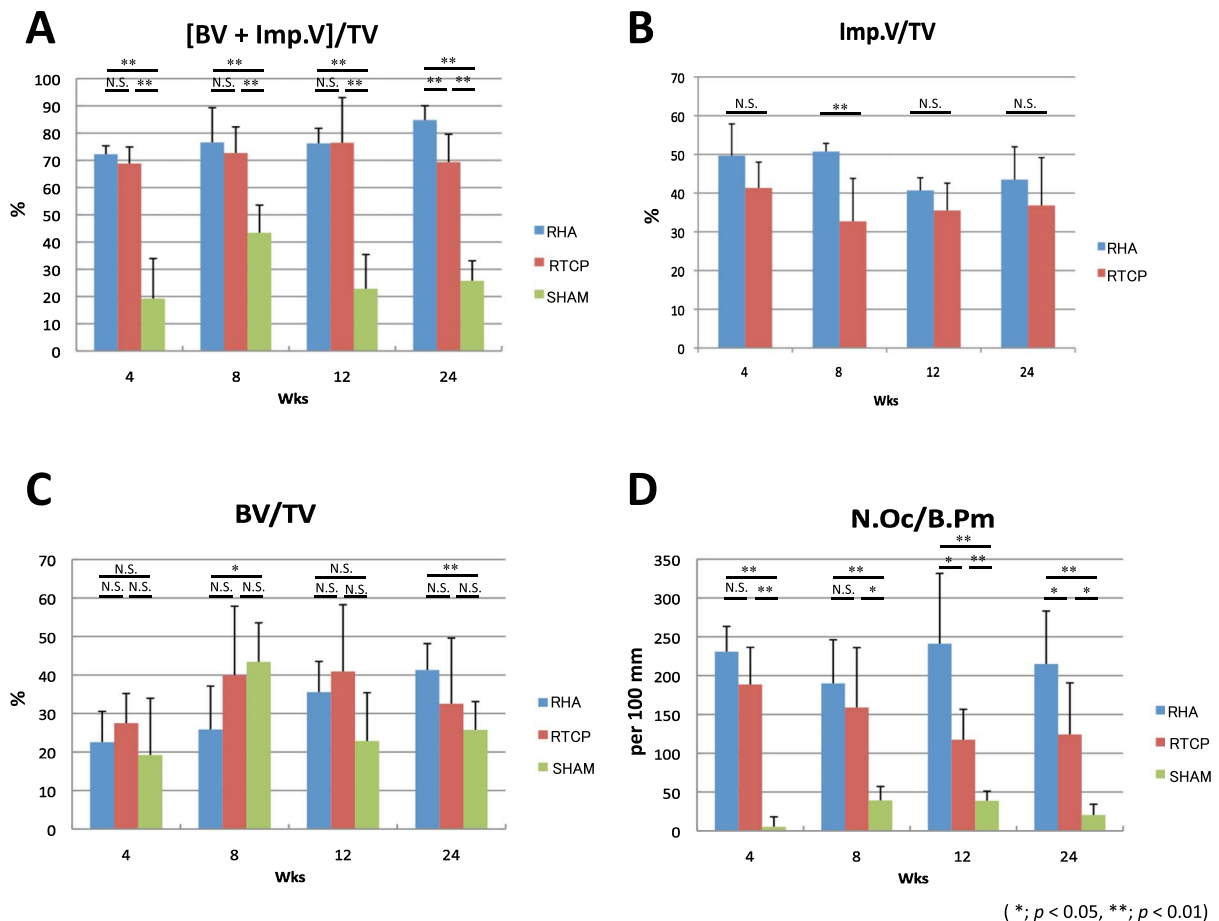 A
[BV + Imp.V]/TV
**
**
**
**
N.S.
**
N.S.
**
N.S.
**
**
**
100
90
80
70
60
50
40
30
20
10
0
%
4
8
12
24
Wks
RHA
RTCP
SHAM
B
Imp.V/TV
N.S.
**
N.S.
N.S.
70
60
50
40
30
20
10
0
%
4
8
12
24
Wks
RHA
RTCP
C
BV/TV
N.S.
*
N.S.
**
N.S.
N.S.
N.S.
N.S.
N.S.
N.S.
N.S.
N.S.
70
60
50
40
30
20
10
0
%
4
8
12
24
Wks
RHA
RTCP
SHAM
D
N.Oc/B.Pm
**
**
**
**
N.S.
**
N.S.
*
*
**
*
*
350
300
250
200
150
100
50
0
per 100 mm
4
8
12
24
Wks
RHA
RTCP
SHAM
( *; p < 0.05, **; p < 0.01)